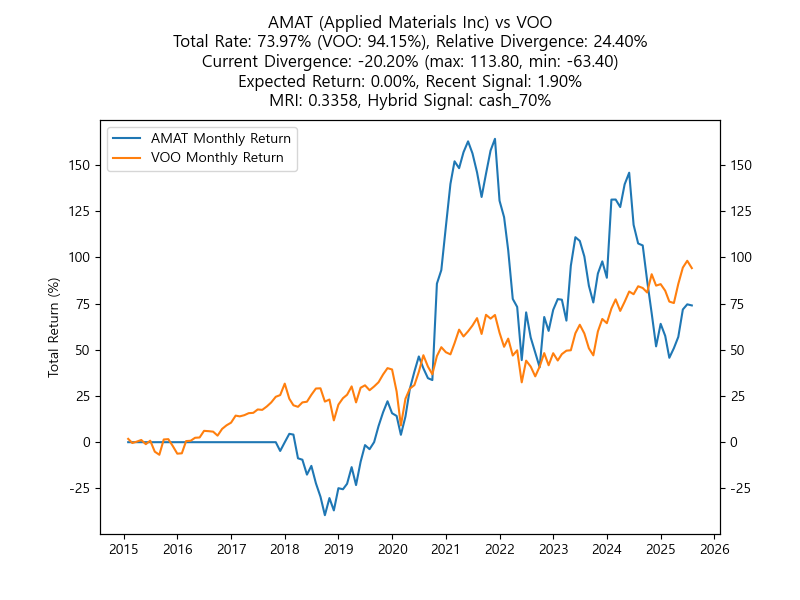 AMAT (Applied Materials Inc) vs VOO
Total Rate: 73.97% (VOO: 94.15%), Relative Divergence: 24.40%
Current Divergence: -20.20% (max: 113.80, min: -63.40)
Expected Return: 0.00%, Recent Signal: 1.90%
MRI: 0.3358, Hybrid Signal: cash_70%
AMAT Monthly Return
VOO Monthly Return
Total Return (%)
150 150
125 125
100 100
75 75
50 50
25 25
0 0
-25 -25
2015 2016 2017 2018 2019 2020 2021 2022 2023 2024 2025 2026